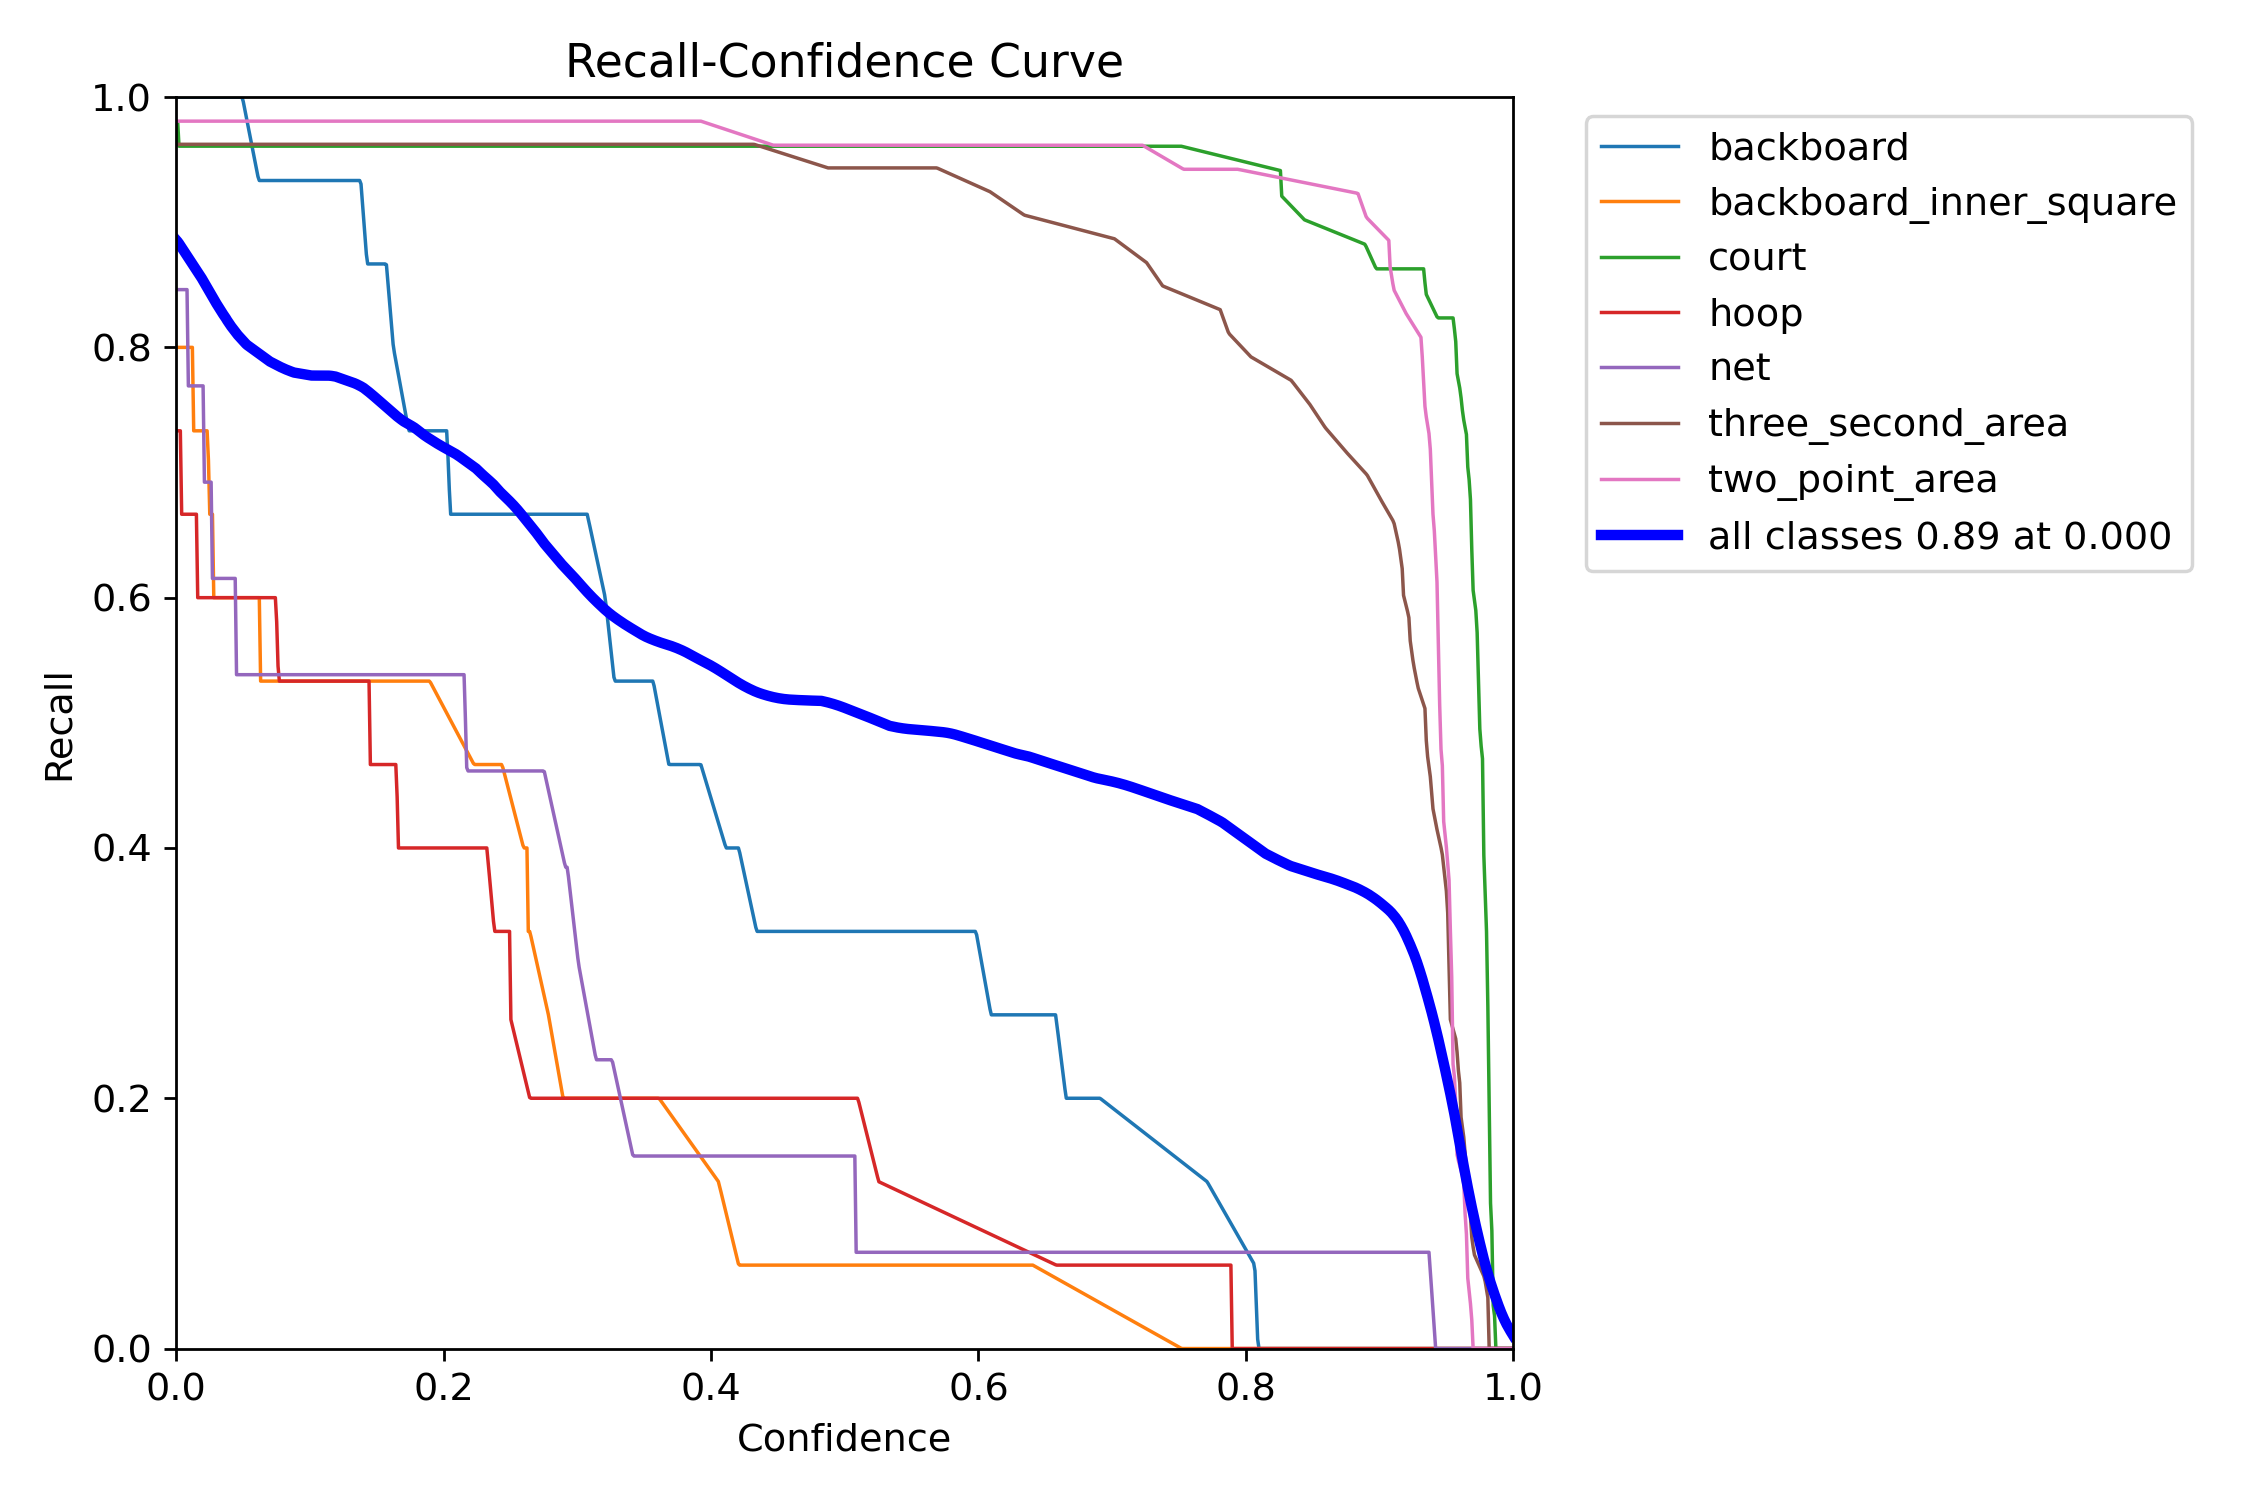 Recall-Confidence Curve
1.0
0.8
0.6
0.4
0.2
0.0
Recall
0.0 0.2 0.4 0.6 0.8 1.0
Confidence
backboard
backboard_inner_square
court
hoop
net
three_second_area
two_point_area
all classes 0.89 at 0.000